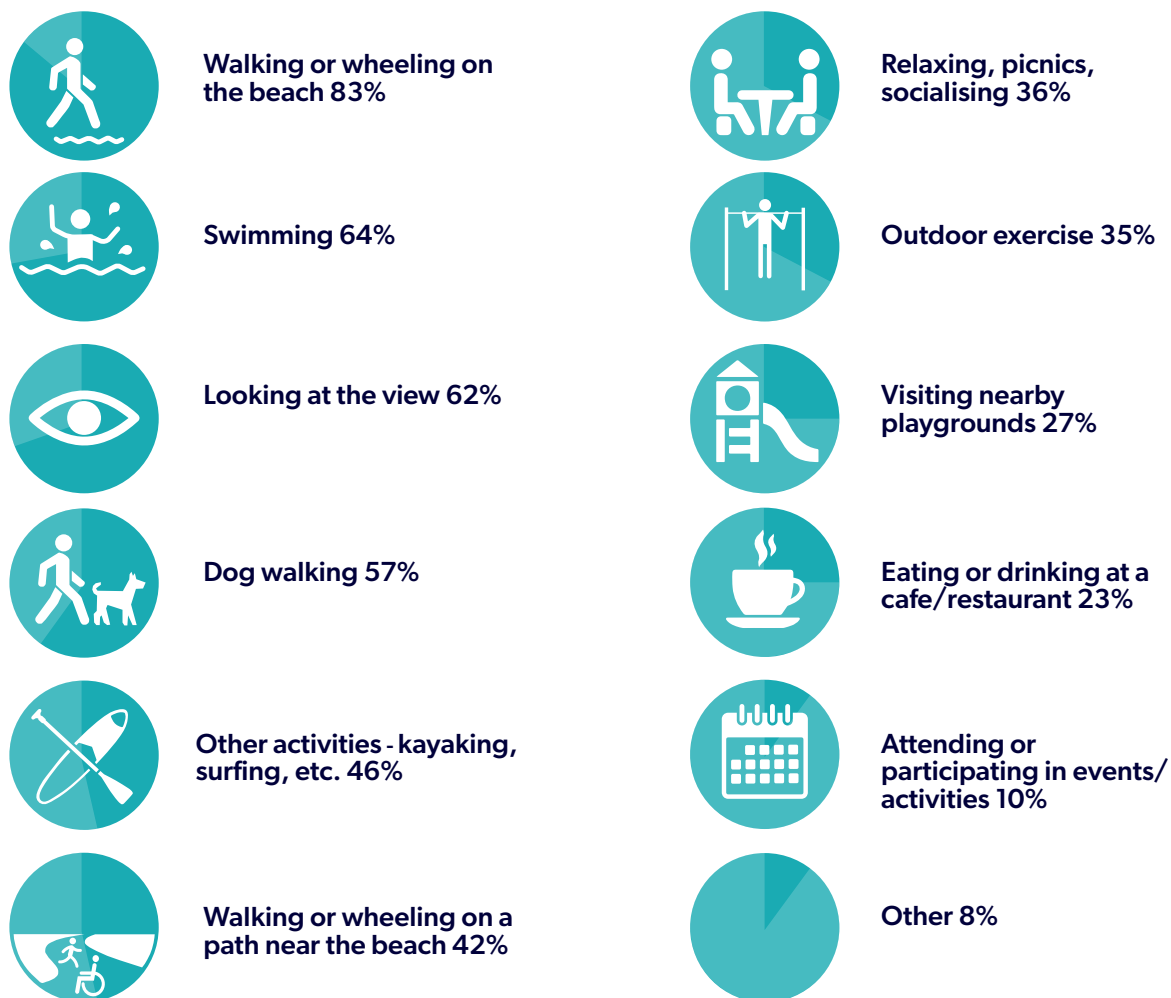 Walking or wheeling on
the beach 83%
Swimming 64%
Looking at the view 62%
Dog walking 57%
Other activities - kayaking,
surfing, etc. 46%
Walking or wheeling on a
path near the beach 42%
Relaxing, picnics,
socialising 36%
Outdoor exercise 35%
Visiting nearby
playgrounds 27%
Eating or drinking at a
cafe/restaurant 23%
Attending or
participating in events/
activities 10%
Other 8%